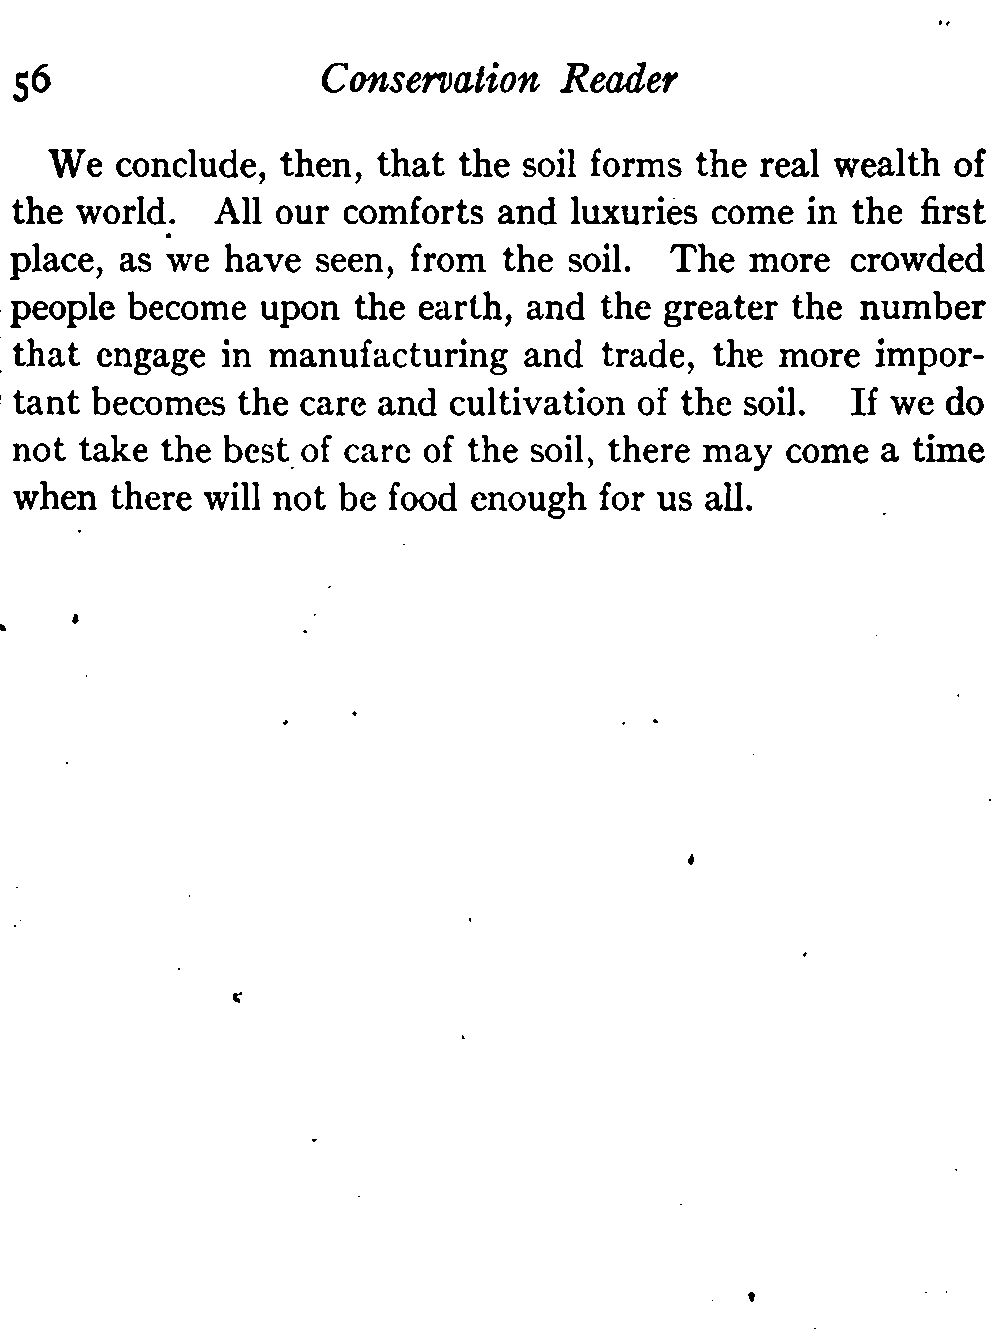 56 Conservation Reader
We conclude, then, that the soil forms the real wealth of
the world. All our comforts and luxuries come in the first
place, as we have seen, from the soil. The more crowded
people become upon the earth, and the greater the number
that engage in manufacturing and trade, the more impor-
tant becomes the care and cultivation of the soil. If we do
not take the best of care of the soil, there may come a time
when there will not be food enough for us all.